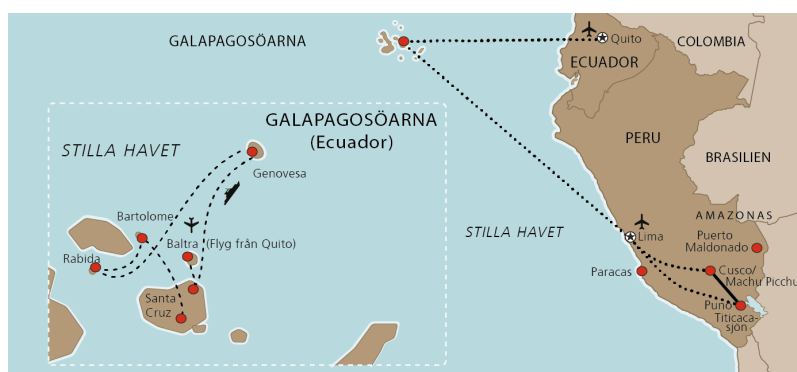 GALAPAGOSÖARNA
Quito
COLOMBIA
ECUADOR
GALAPAGOSÖARNA
(Ecuador)
STILLA HAVET
Genovesa
Bartolome
Baltra (Flyg från Quito)
Rabida
Santa
Cruz
PERU
BRASILIEN
STILLA HAVET
AMAZONAS
Lima
Puerto
Maldonado
Paracas
Cusco/
Machu Picchu
Puno
Titicaca-
sjön